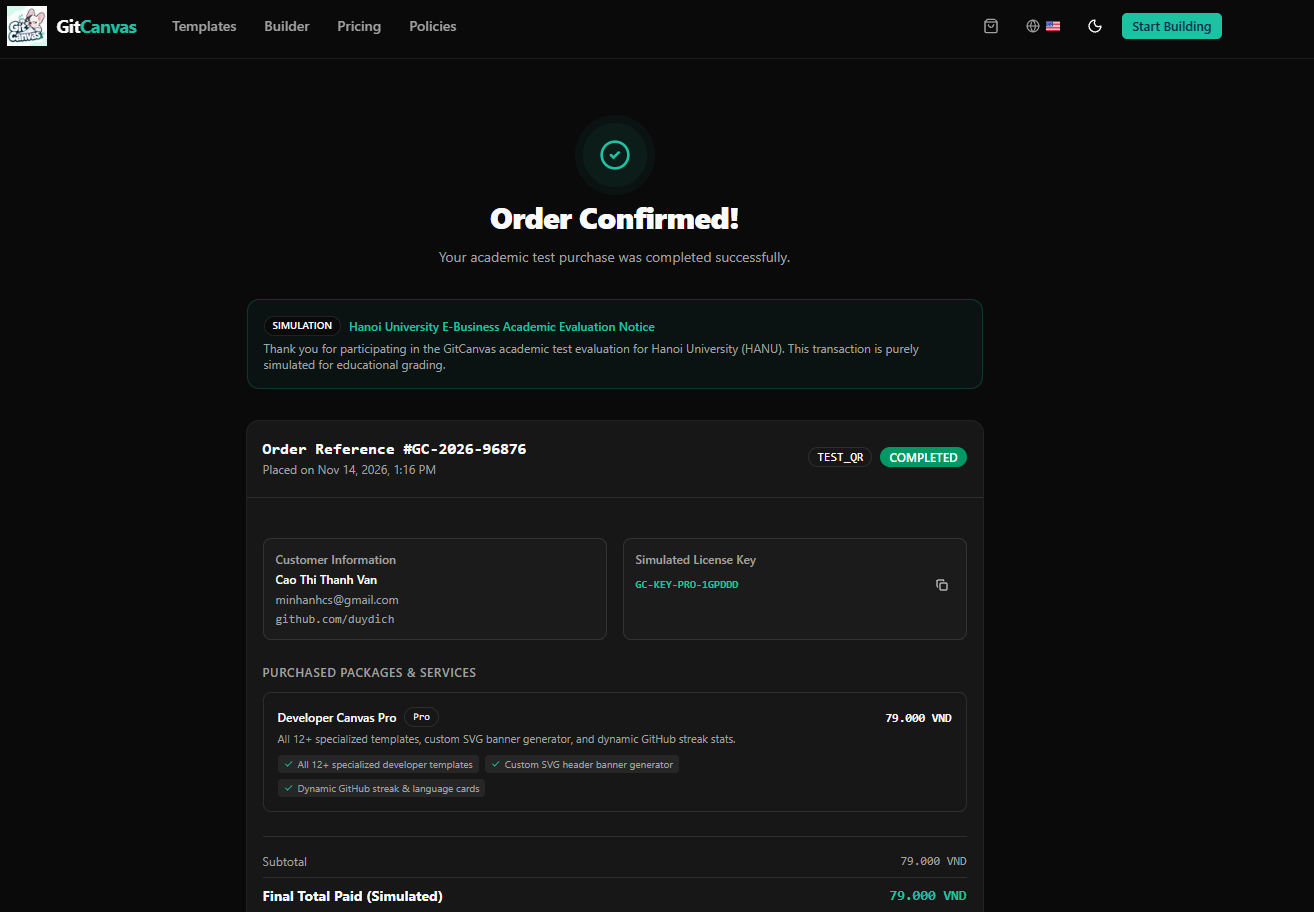 Git Canvas
GitCanvas Templates Builder Pricing Policies Start Building
Order Confirmed!
Your academic test purchase was completed successfully.
SIMULATION Hanoi University E-Business Academic Evaluation Notice
Thank you for participating in the GitCanvas academic test evaluation for Hanoi University (HANU). This transaction is purely
simulated for educational grading.
Order Reference #GC-2026-96876
Placed on Nov 14, 2026, 1:16 PM
TEST_QR COMPLETED
Customer Information
Cao Thi Thanh Van
minhanhcs@gmail.com
github.com/duydich
Simulated License Key
GC-KEY-PRO-1GPDDD
PURCHASED PACKAGES & SERVICES
Developer Canvas Pro Pro 79.000 VND
All 12+ specialized templates, custom SVG banner generator, and dynamic GitHub streak stats.
All 12+ specialized developer templates Custom SVG header banner generator
Dynamic GitHub streak & language cards
Subtotal 79.000 VND
Final Total Paid (Simulated) 79.000 VND